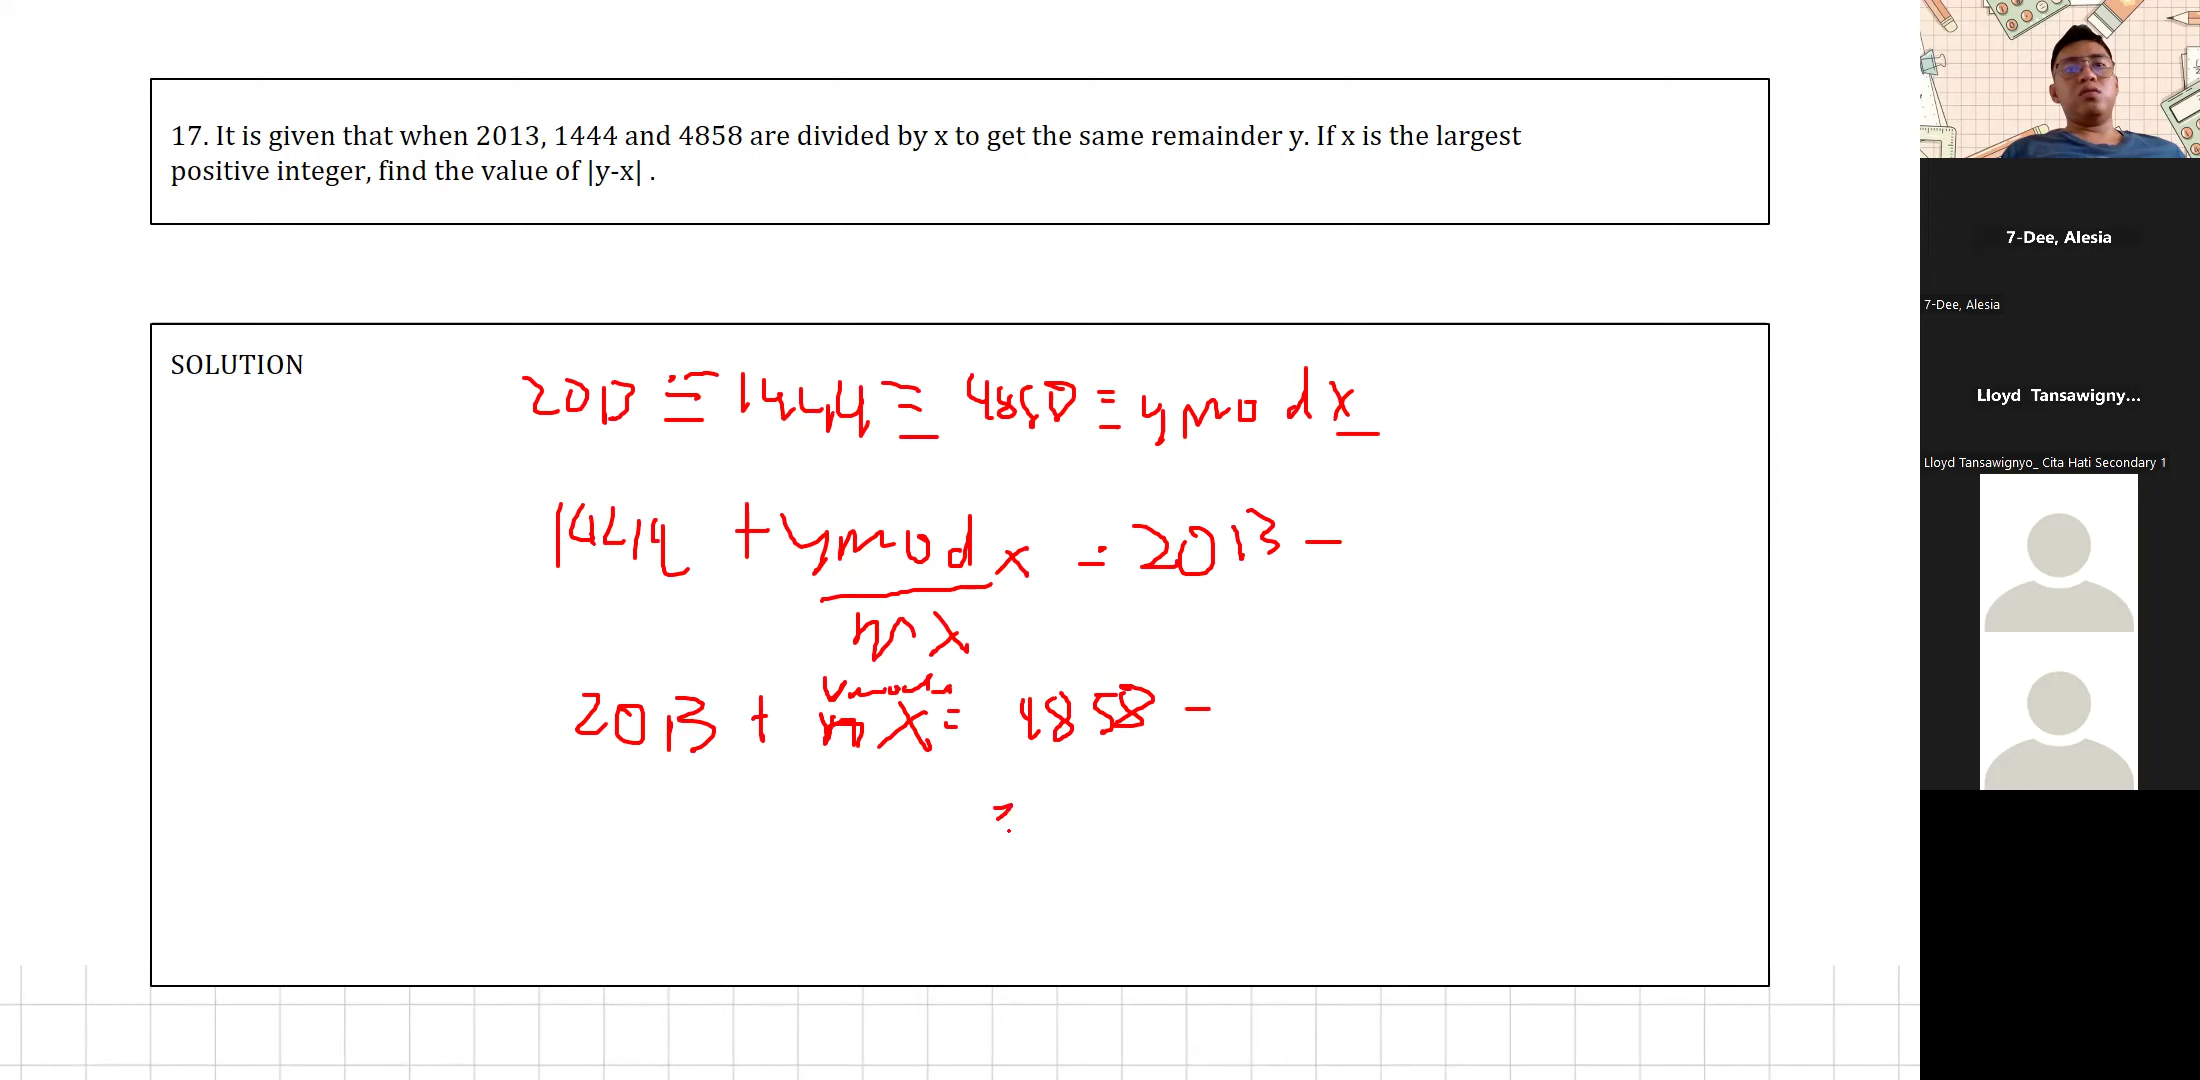 17. It is given that when 2013, 1444 and 4858 are divided by x to get the same remainder y. If x is the largest
positive integer, find the value of |y-x| .
SOLUTION
2013 ≡ 1444 ≡ 4858 ≡ y mod x
1444 + y mod x = 2013 -
x
2013 + x = 4858 -
7-Dee, Alesia
7-Dee, Alesia
Lloyd Tansawigny...
Lloyd Tansawignyo_ Cita Hati Secondary 1